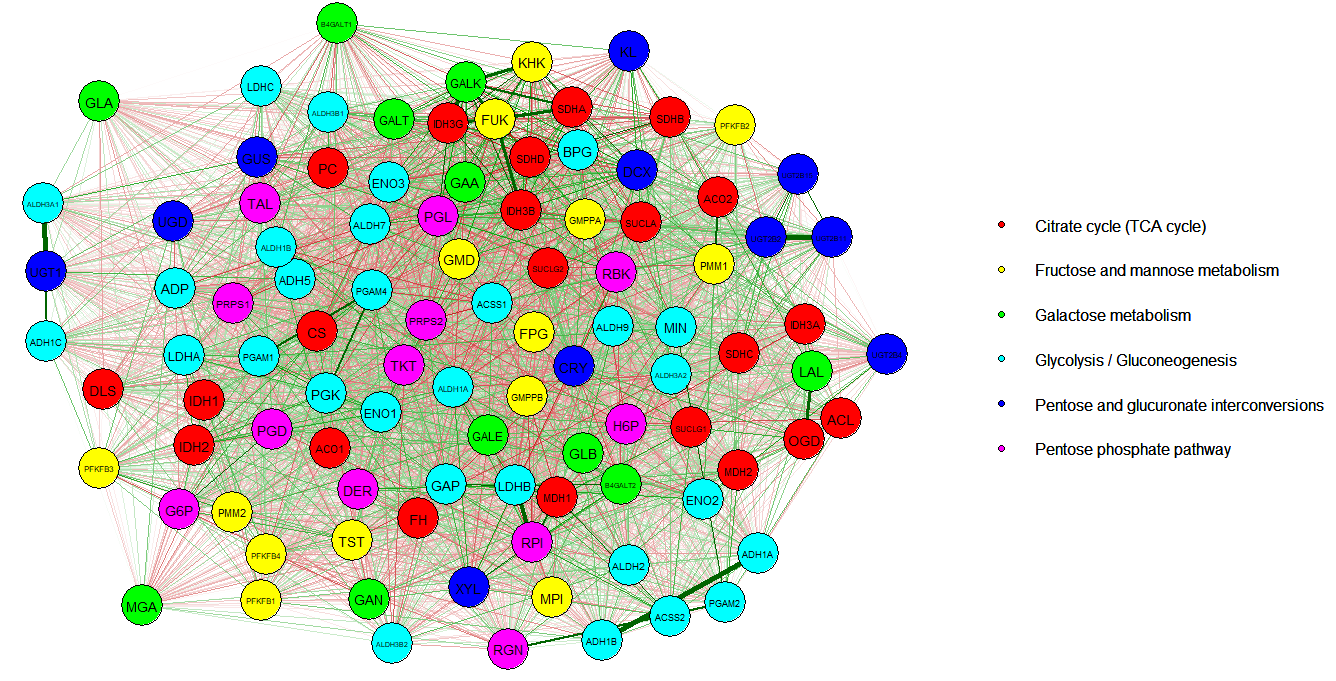 B4GALT1
KL
KHK
GALK
LDHC
GLA
SDHA
ALDH3B1
GALT
IDH3G
FUK
SDHB
PFKFB2
BPG
GUS
SDHD
PC
DCX
ENO3
GAA
ACO2
ALDH3A1
TAL
PGL
IDH3B
GMPPA
SUCLA
UGD
ALDH7
ALDH1B
GMD
PMM1
SUCLG2
RBK
UGT1
ADP
ADH5
PGAM4
PRPS1
ACSS1
PRPS2
CS
FPG
ALDH9
MIN
IDH3A
ADH1C
LDHA
PGAM1
SDHC
TKT
CRY
ALDH3A2
LAL
DLS
PGK
ALDH1A
GMPPB
IDH1
ENO1
ACL
PGD
H6P
SUCLG1
IDH2
ACO1
GALE
GLB
OGD
PFKFB3
MDH2
DER
GAP
LDHB
B4GALT2
MDH1
ENO2
G6P
PMM2
FH
TST
RPI
PFKFB4
ALDH2
ADH1A
XYL
MGA
PFKFB1
GAN
MPI
PGAM2
ACSS2
ALDH3B2
ADH1B
RGN
Citrate cycle (TCA cycle)
Fructose and mannose metabolism
Galactose metabolism
Glycolysis / Gluconeogenesis
Pentose and glucuronate interconversions
Pentose phosphate pathway